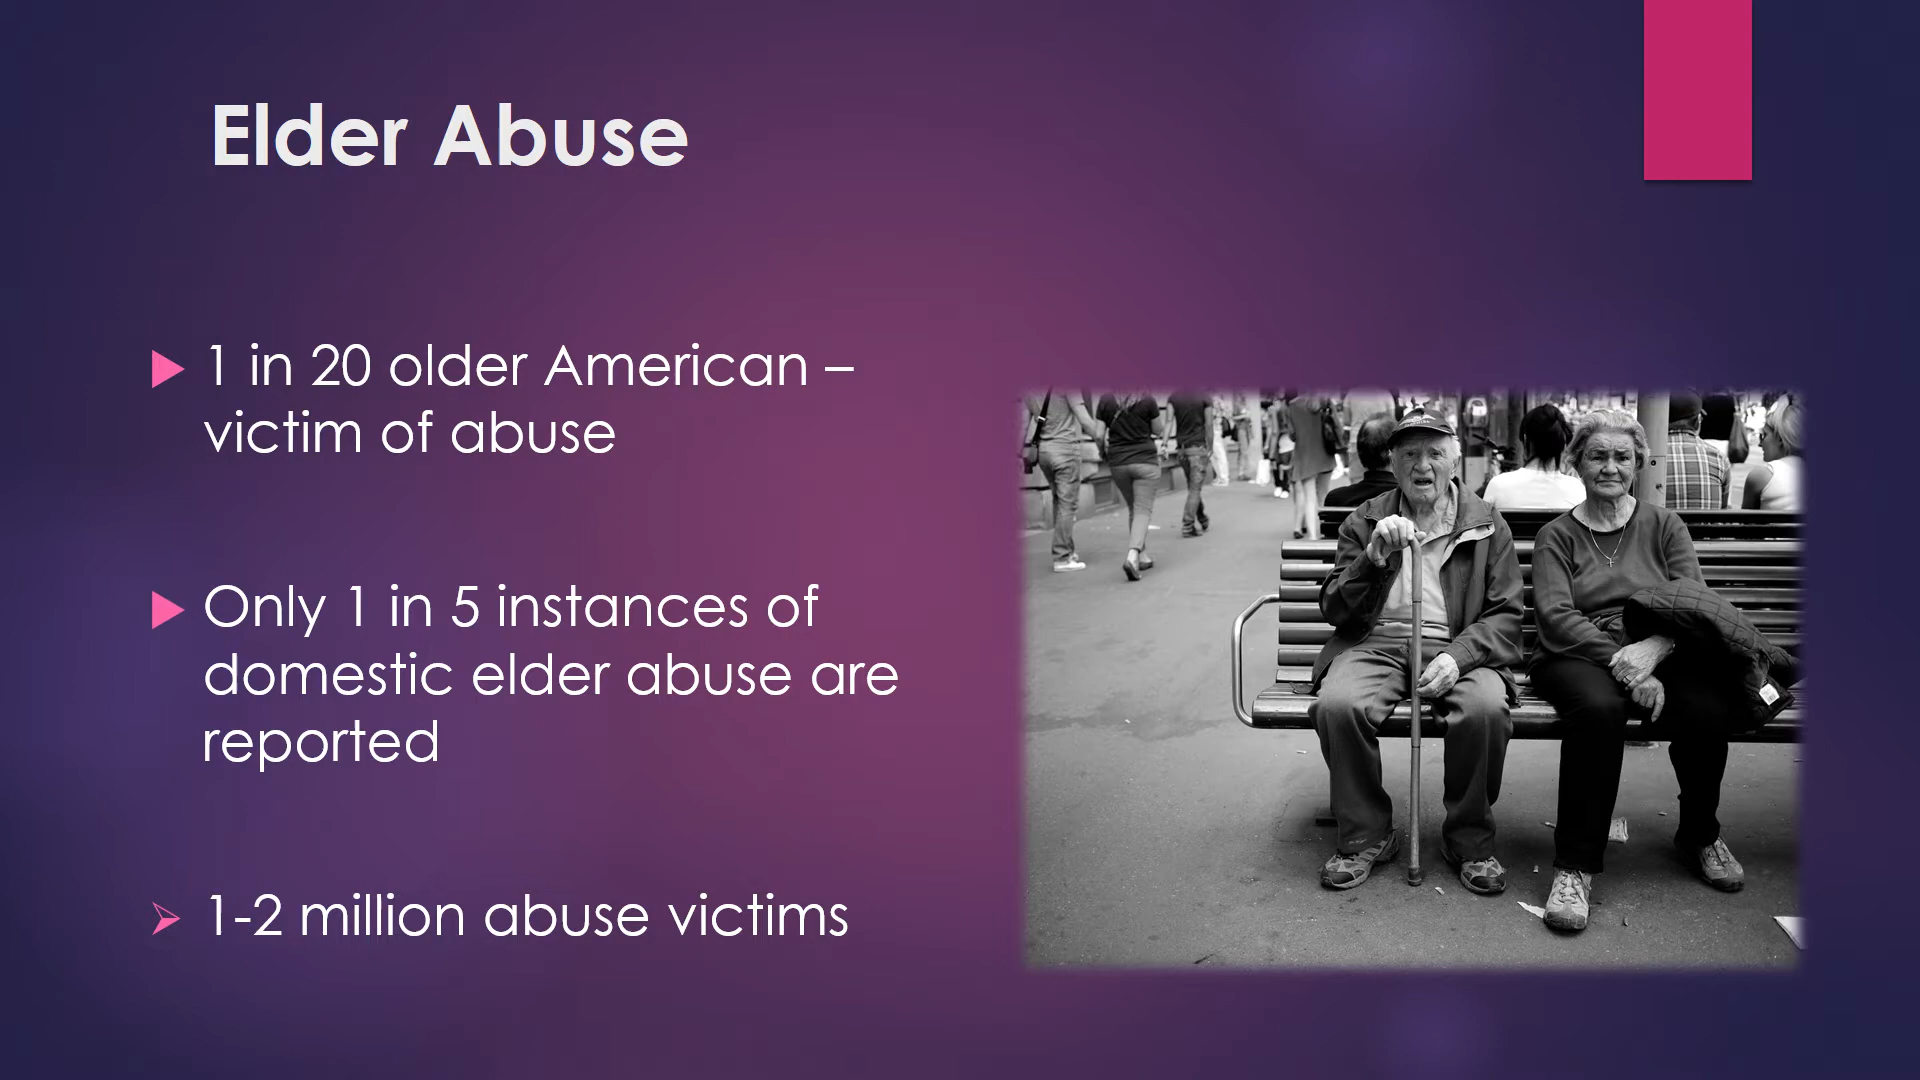 Elder Abuse
1 in 20 older American –
victim of abuse
Only 1 in 5 instances of
domestic elder abuse are
reported
1-2 million abuse victims